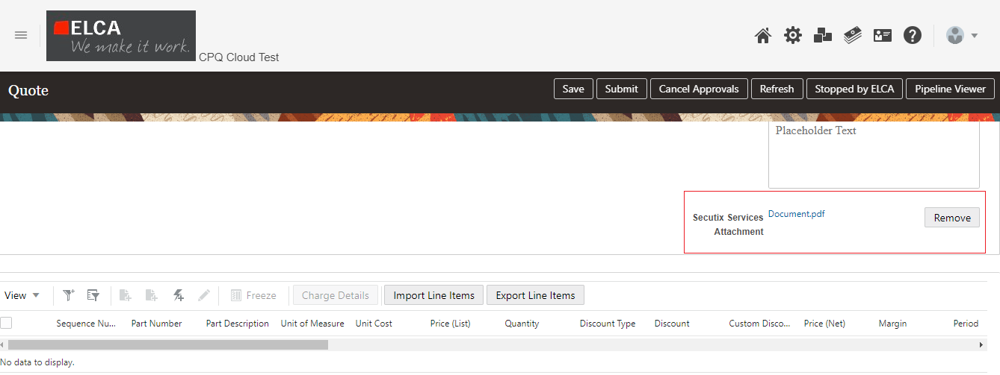 ELCA
We make it work.
CPQ Cloud Test
Quote
Save
Submit
Cancel Approvals
Refresh
Stopped by ELCA
Pipeline Viewer
Placeholder Text
Secutix Services
Attachment
Document.pdf
Remove
View
Freeze
Charge Details
Import Line Items
Export Line Items
Sequence Nu...
Part Number
Part Description
Unit of Measure
Unit Cost
Price (List)
Quantity
Discount Type
Discount
Custom Disco...
Price (Net)
Margin
Period
No data to display.